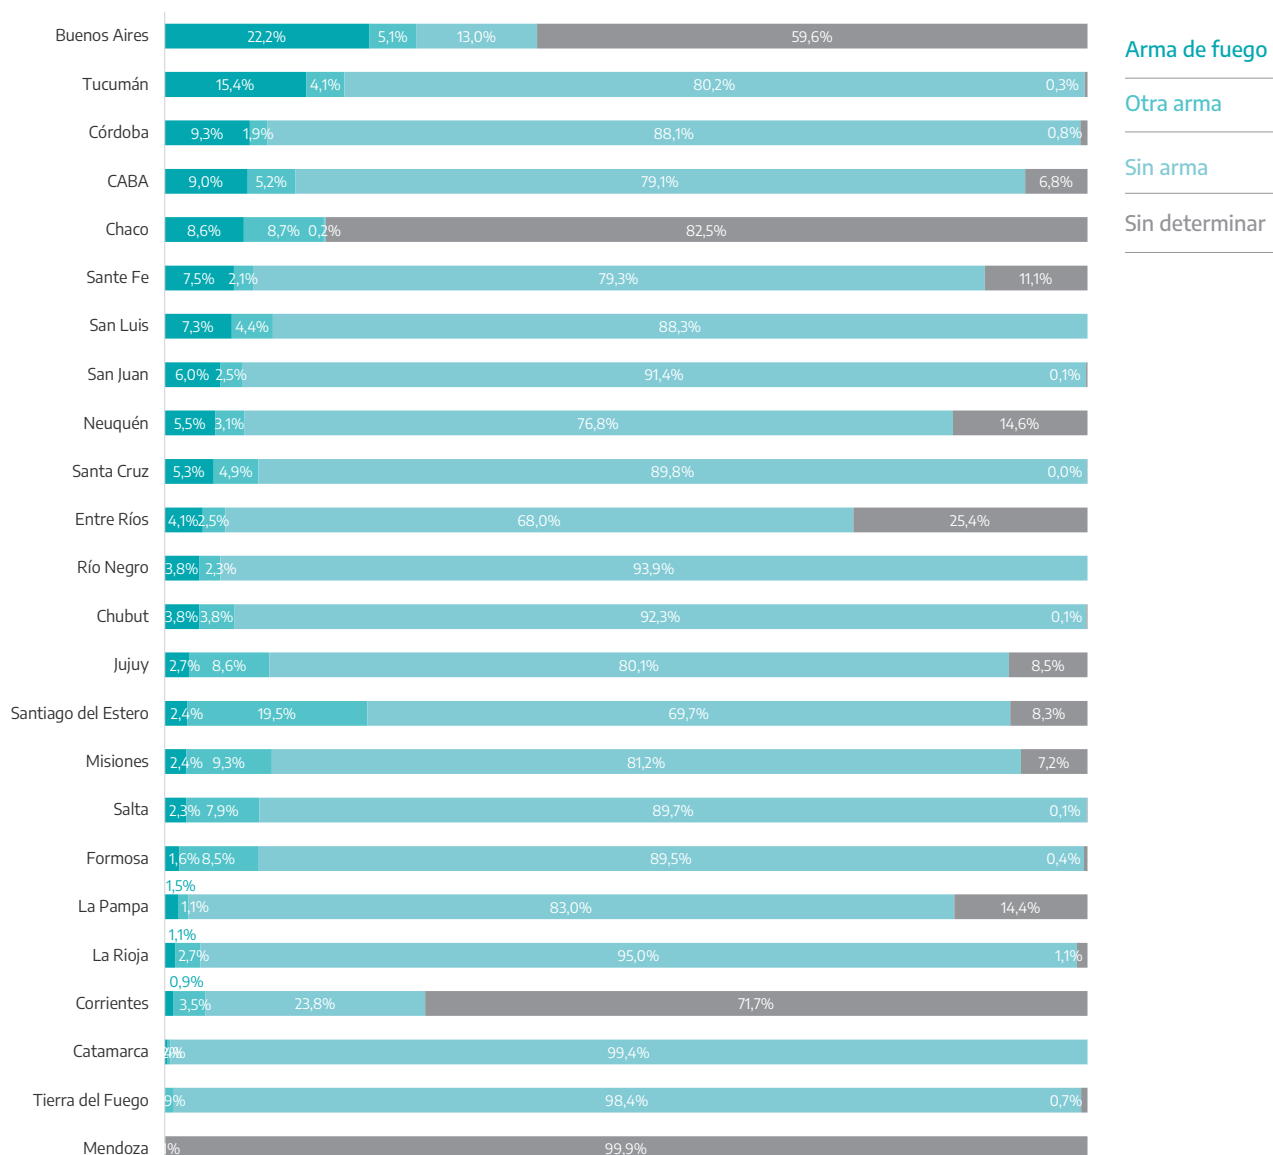 Buenos Aires 22,2% 5,1% 13,0% 59,6%
Arma de fuego
Tucumán 15,4% 4,1% 80,2% 0,3%
Otra arma
Córdoba 9,3% 1,9% 88,1% 0,8%
Sin arma
CABA 9,0% 5,2% 79,1% 6,8%
Sin determinar
Chaco 8,6% 8,7% 0,2% 82,5%
Sante Fe 7,5% 2,1% 79,3% 11,1%
San Luis 7,3% 4,4% 88,3%
San Juan 6,0% 2,5% 91,4% 0,1%
Neuquén 5,5% 3,1% 76,8% 14,6%
Santa Cruz 5,3% 4,9% 89,8% 0,0%
Entre Ríos 4,1% 2,5% 68,0% 25,4%
Río Negro 3,8% 2,3% 93,9%
Chubut 3,8% 3,8% 92,3% 0,1%
Jujuy 2,7% 8,6% 80,1% 8,5%
Santiago del Estero 2,4% 19,5% 69,7% 8,3%
Misiones 2,4% 9,3% 81,2% 7,2%
Salta 2,3% 7,9% 89,7% 0,1%
Formosa 1,6% 8,5% 89,5% 0,4%
1,5%
La Pampa 1,1% 83,0% 14,4%
1,1%
La Rioja 2,7% 95,0% 1,1%
0,9%
Corrientes 3,5% 23,8% 71,7%
Catamarca 99,4%
Tierra del Fuego 9% 98,4% 0,7%
Mendoza 99,9%